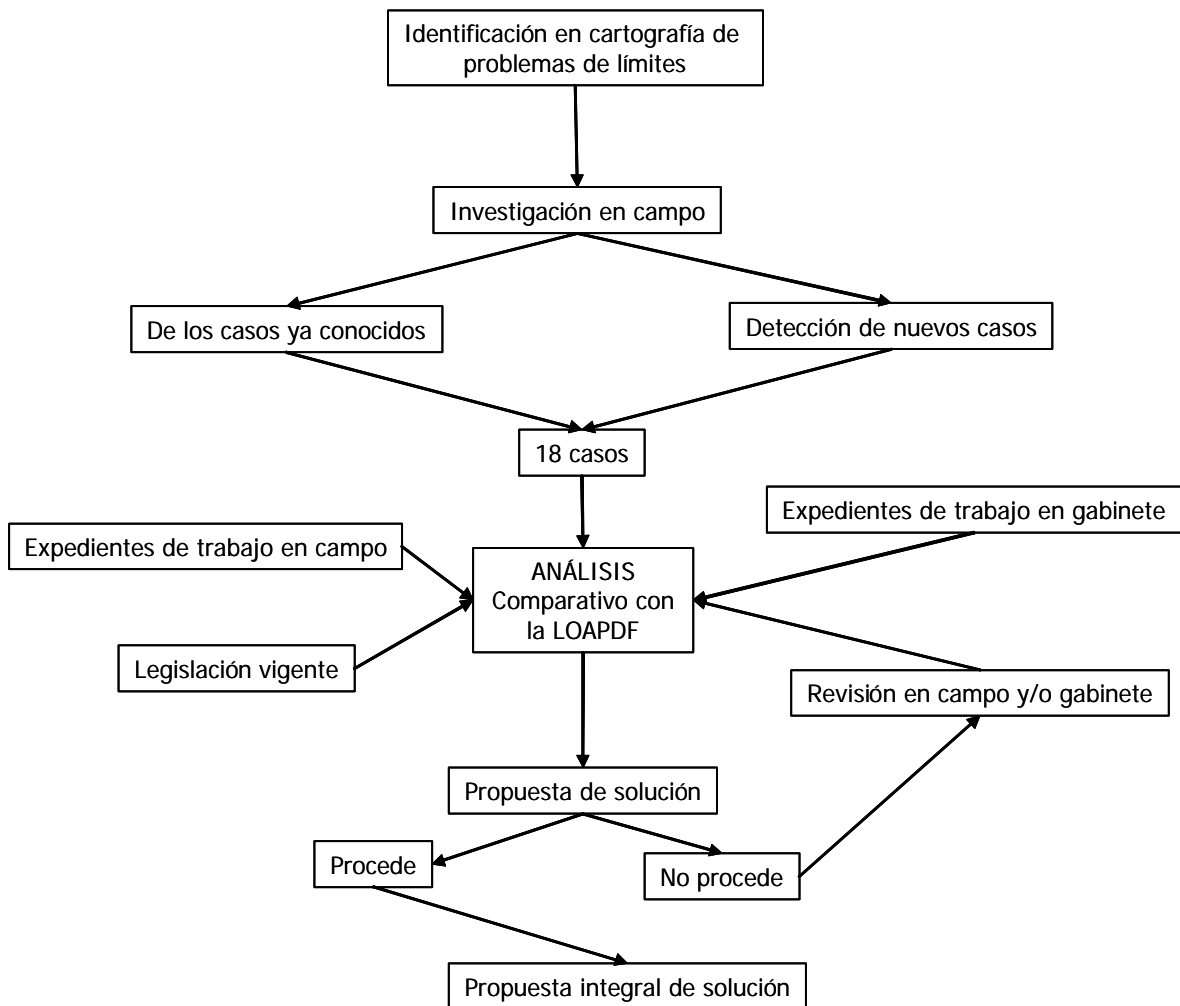 Identificación en cartografía de
problemas de límites
Investigación en campo
De los casos ya conocidos
Detección de nuevos casos
18 casos
Expedientes de trabajo en gabinete
Expedientes de trabajo en campo
ANÁLISIS
Comparativo con
la LOAPDF
Legislación vigente
Revisión en campo y/o gabinete
Propuesta de solución
Procede
No procede
Propuesta integral de solución